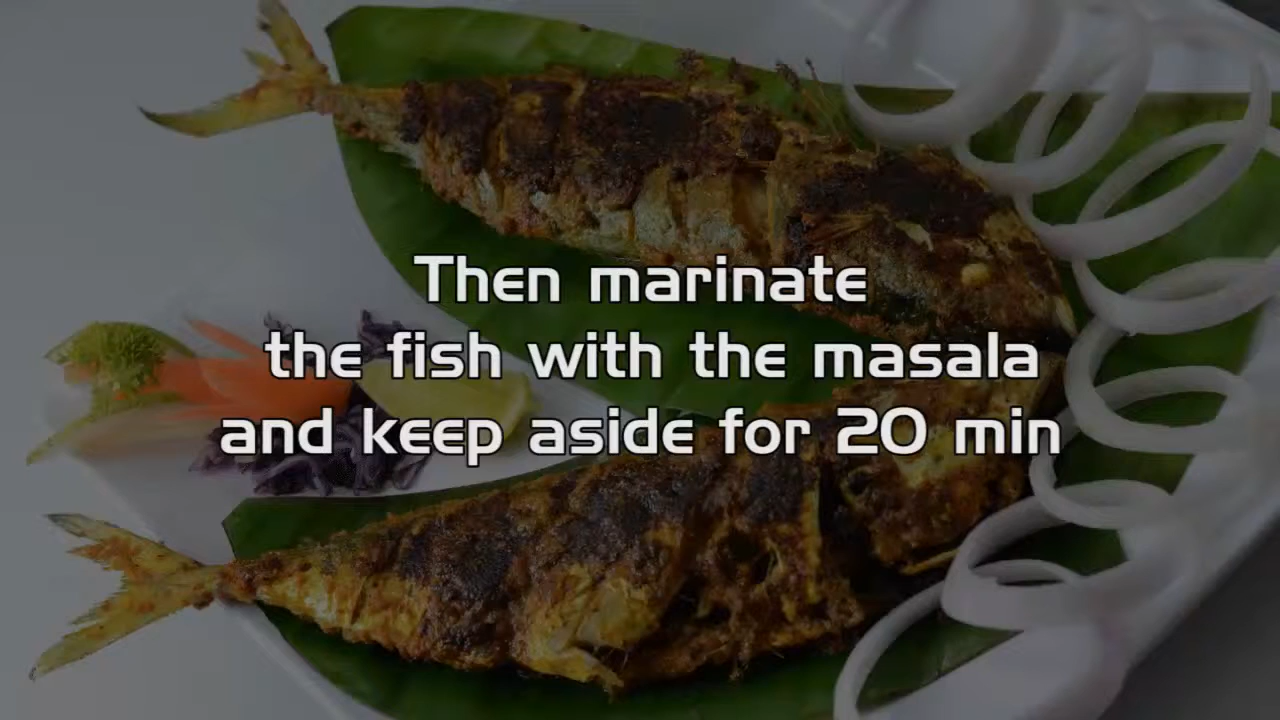 Then marinate
the fish with the masala
and keep aside for 20 min